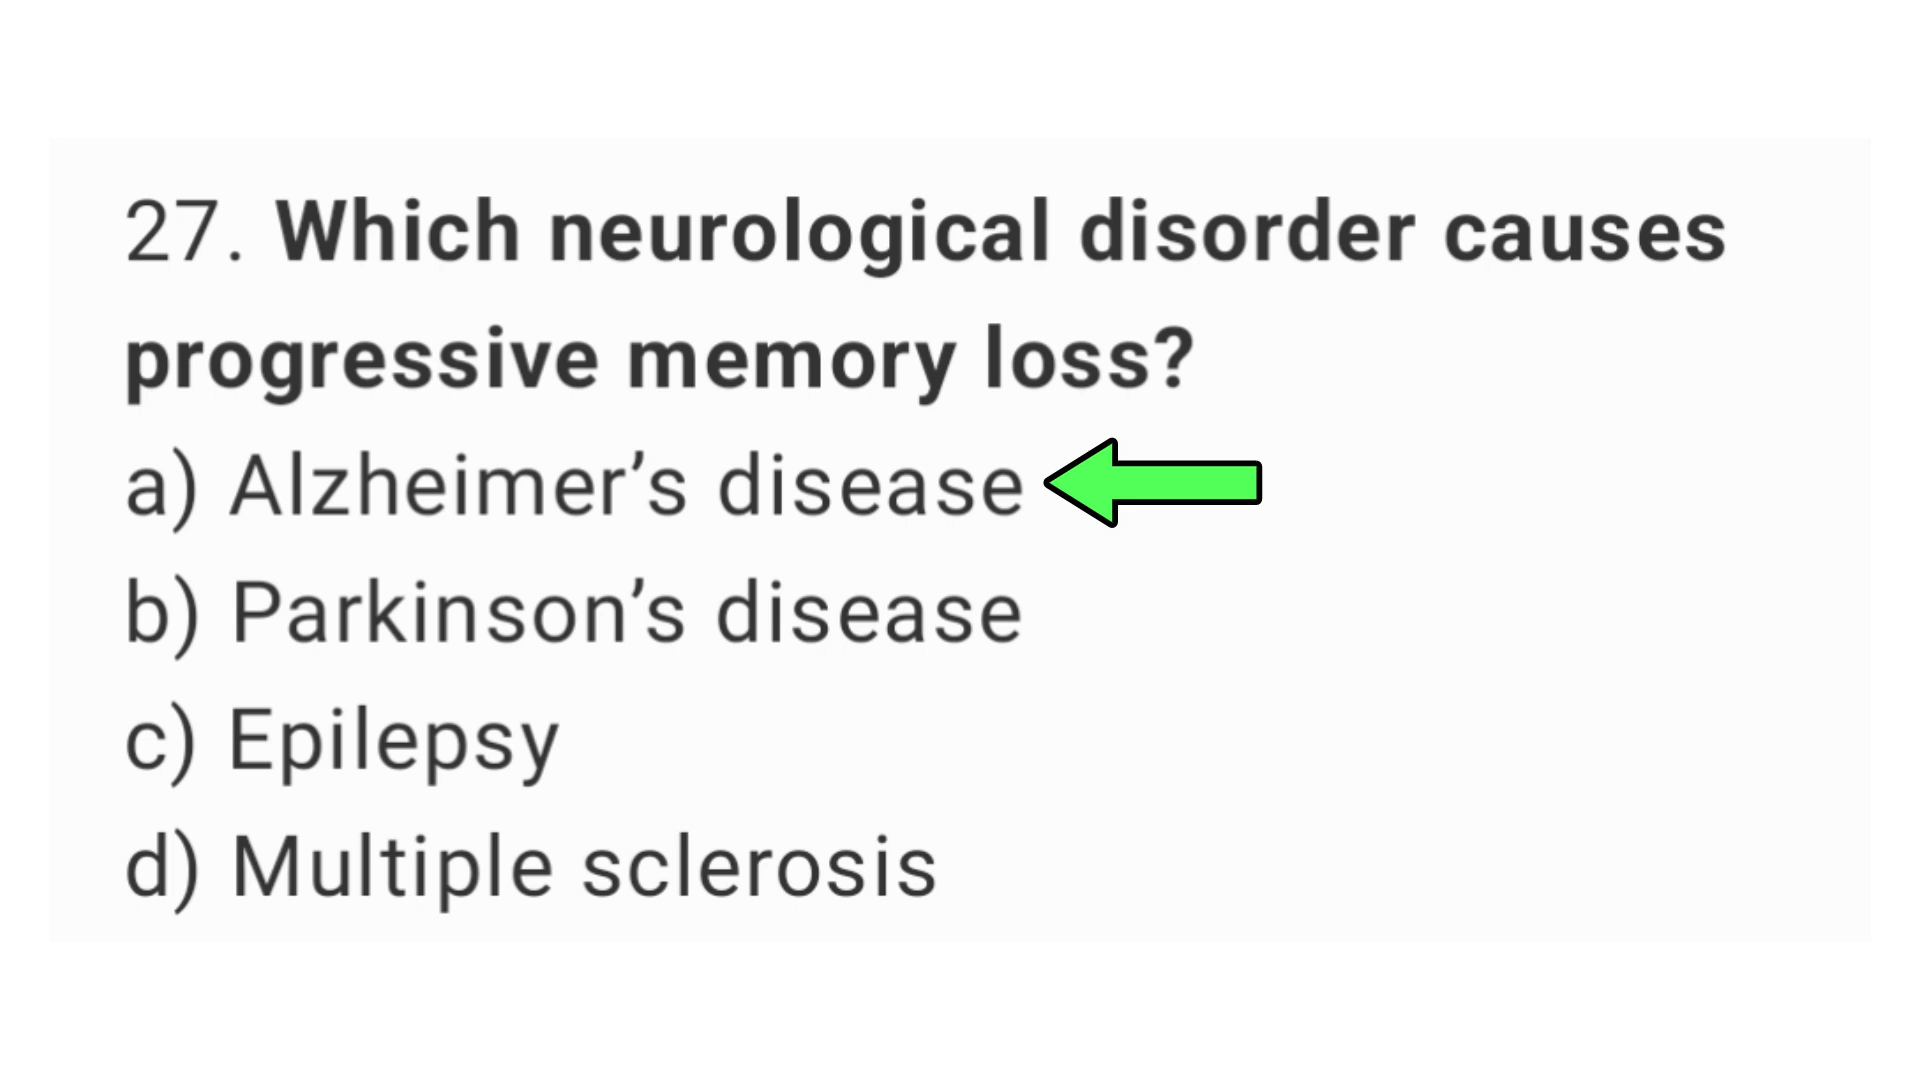 27. Which neurological disorder causes
progressive memory loss?
a) Alzheimer’s disease
b) Parkinson’s disease
c) Epilepsy
d) Multiple sclerosis